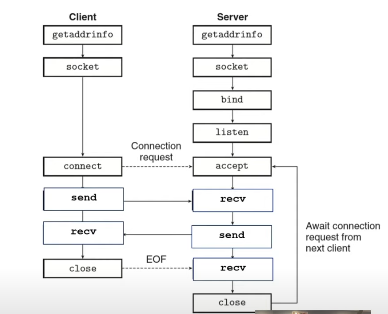 Client
Server
getaddrinfo
getaddrinfo
socket
socket
bind
listen
Connection
request
connect
accept
send
recv
recv
send
Await connection
request from
next client
EOF
close
recv
close